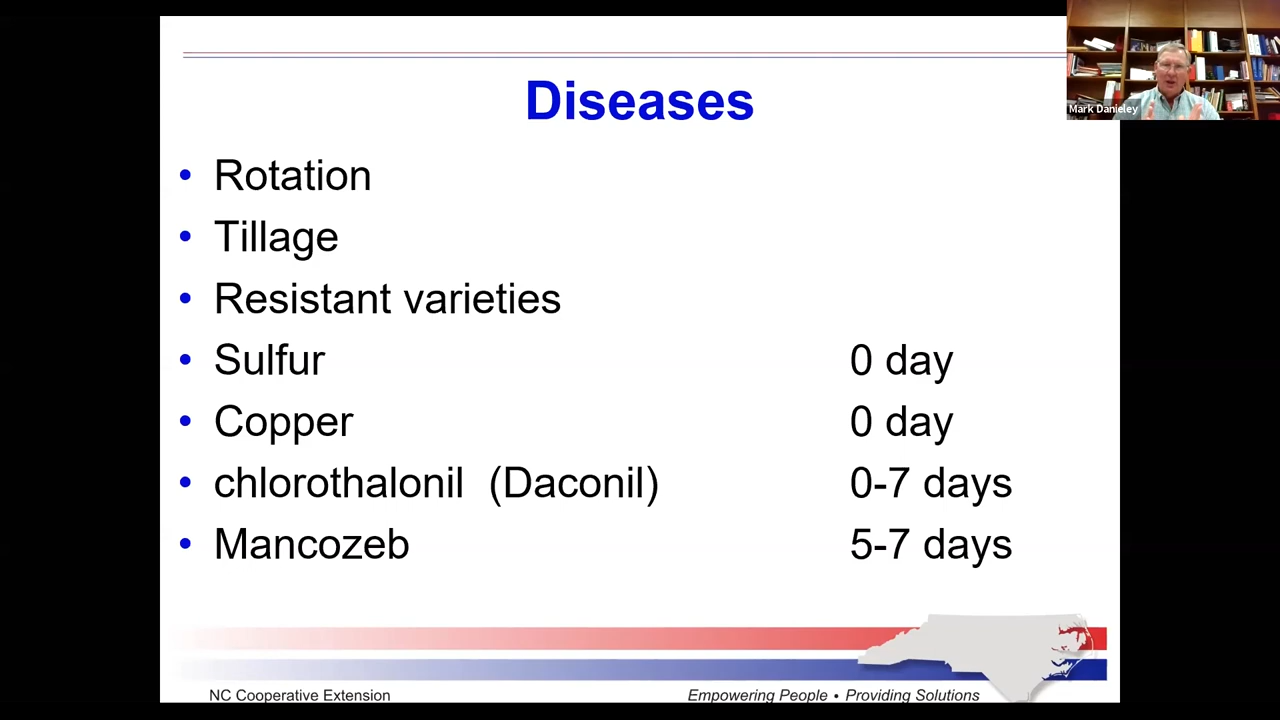 Mark Danieley
Diseases
• Rotation
• Tillage
• Resistant varieties
• Sulfur 0 day
• Copper 0 day
• chlorothalonil (Daconil) 0-7 days
• Mancozeb 5-7 days
NC Cooperative Extension Empowering People • Providing Solutions